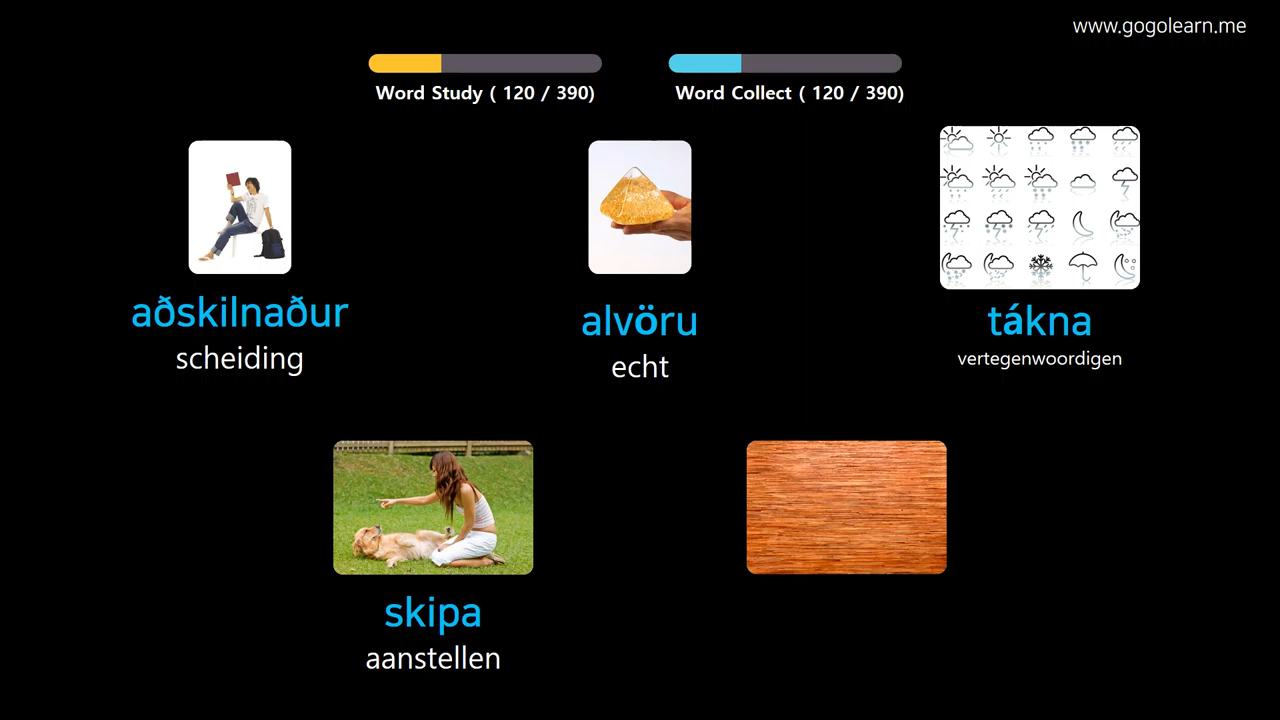 www.gogolearn.me
Word Study ( 120 / 390)
Word Collect ( 120 / 390)
aðskilnaður
scheiding
alvöru
echt
tákna
vertegenwoordigen
skipa
aanstellen